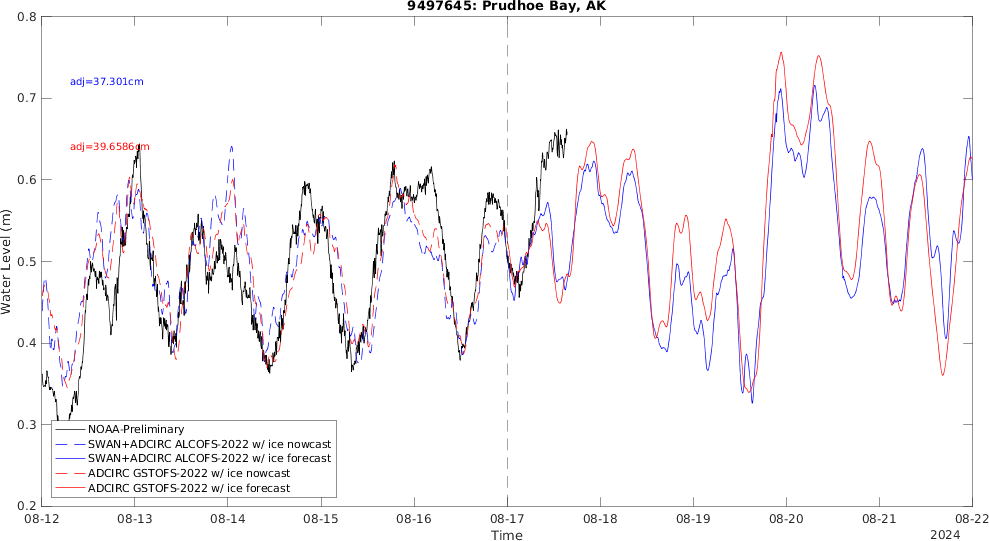 9497645: Prudhoe Bay, AK
0.8
0.7
0.6
0.5
0.4
0.3
0.2
Water Level (m)
adj=37.301cm
adj=39.6586cm
NOAA-Preliminary
SWAN+ADCIRC ALCOFS-2022 w/ ice nowcast
SWAN+ADCIRC ALCOFS-2022 w/ ice forecast
ADCIRC GSTOFS-2022 w/ ice nowcast
ADCIRC GSTOFS-2022 w/ ice forecast
08-12 08-13 08-14 08-15 08-16 08-17 08-18 08-19 08-20 08-21 08-22
Time
2024